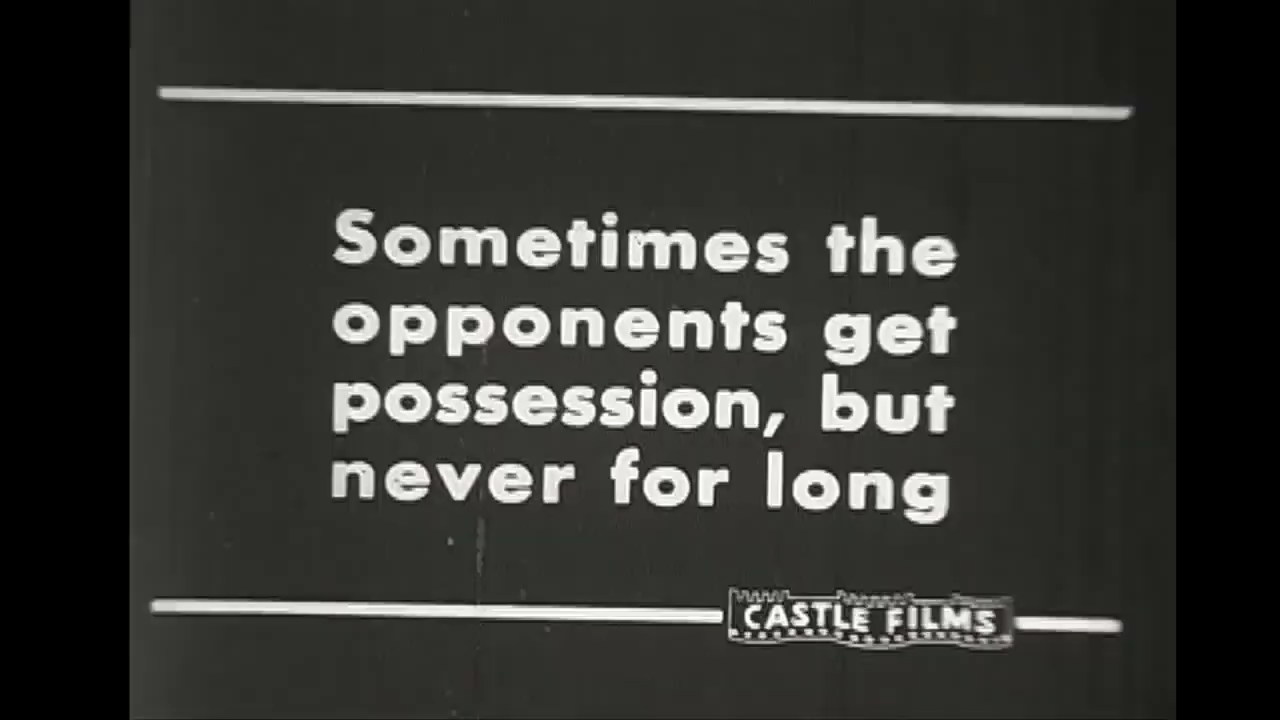 Sometimes the
opponents get
possession, but
never for long
CASTLE FILMS